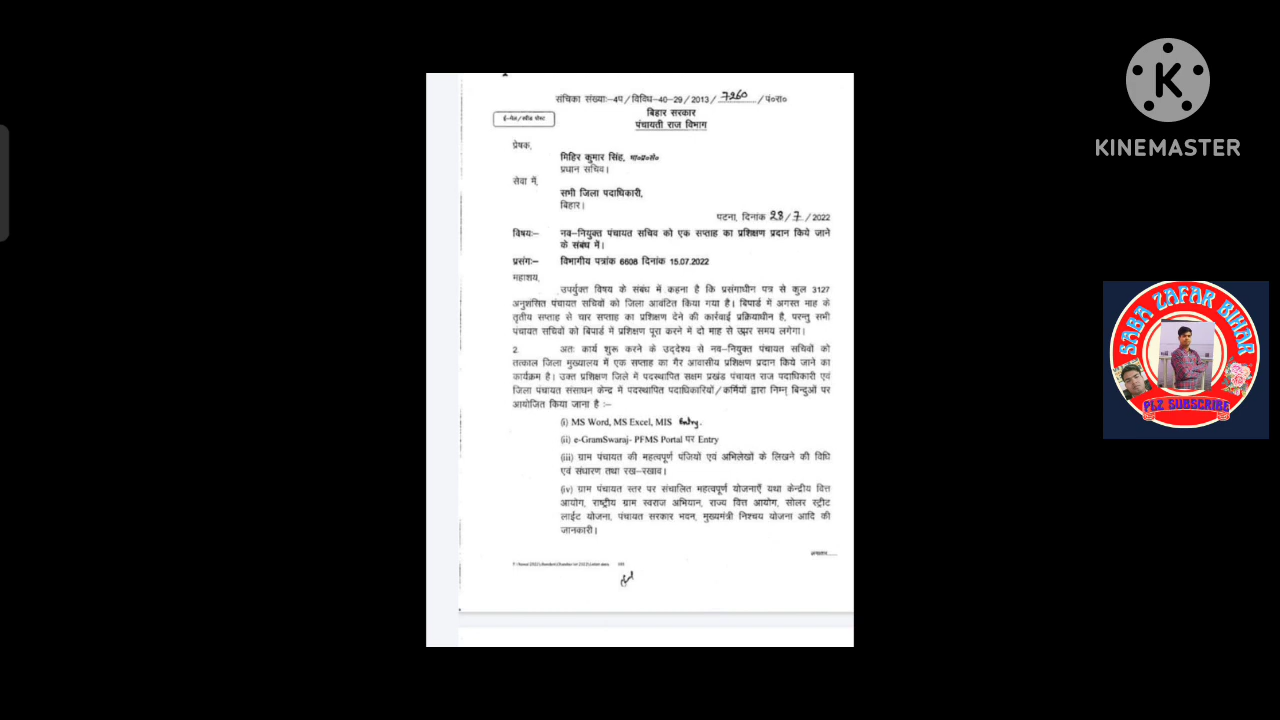 संचिका संख्याः-4प/विविध-40-29/2013/ 7260 /पं०रा०
बिहार सरकार
पंचायती राज विभाग
ई-मेल/स्पीड पोस्ट
प्रेषक,
मिहिर कुमार सिंह, भा०प्र०से०
प्रधान सचिव।
सेवा में,
सभी जिला पदाधिकारी,
बिहार।
पटना, दिनांक 28/7/2022
विषयः- नव-नियुक्त पंचायत सचिव को एक सप्ताह का प्रशिक्षण प्रदान किये जाने
के संबंध में।
प्रसंगः- विभागीय पत्रांक 6608 दिनांक 15.07.2022
महाशय,
उपर्युक्त विषय के संबंध में कहना है कि प्रसंगाधीन पत्र से कुल 3127
अनुशंसित पंचायत सचिवों को जिला आवंटित किया गया है। बिपार्ड में अगस्त माह के
तृतीय सप्ताह से चार सप्ताह का प्रशिक्षण देने की कार्रवाई प्रक्रियाधीन है, परन्तु सभी
पंचायत सचिवों को बिपार्ड में प्रशिक्षण पूरा करने में दो माह से उपर समय लगेगा।
2. अतः कार्य शुरू करने के उद्देश्य से नव-नियुक्त पंचायत सचिवों को
तत्काल जिला मुख्यालय में एक सप्ताह का गैर आवासीय प्रशिक्षण प्रदान किये जाने का
कार्यक्रम है। उक्त प्रशिक्षण जिले में पदस्थापित सक्षम प्रखंड पंचायत राज पदाधिकारी एवं
जिला पंचायत संसाधन केन्द्र में पदस्थापित पदाधिकारियों/कर्मियों द्वारा निम्न बिन्दुओं पर
आयोजित किया जाना है :-
(i) MS Word, MS Excel, MIS Entry.
(ii) e-GramSwaraj- PFMS Portal पर Entry
(iii) ग्राम पंचायत की महत्वपूर्ण पंजियों एवं अभिलेखों के लिखने की विधि
एवं संधारण तथा रख-रखाव।
(iv) ग्राम पंचायत स्तर पर संचालित महत्वपूर्ण योजनाएँ यथा केन्द्रीय वित्त
आयोग, राष्ट्रीय ग्राम स्वराज अभियान, राज्य वित्त आयोग, सोलर स्ट्रीट
लाईट योजना, पंचायत सरकार भवन, मुख्यमंत्री निश्चय योजना आदि की
जानकारी।
KINEMASTER
SABA ZAFAR BIHAR
PLZ SUBSCRIBE